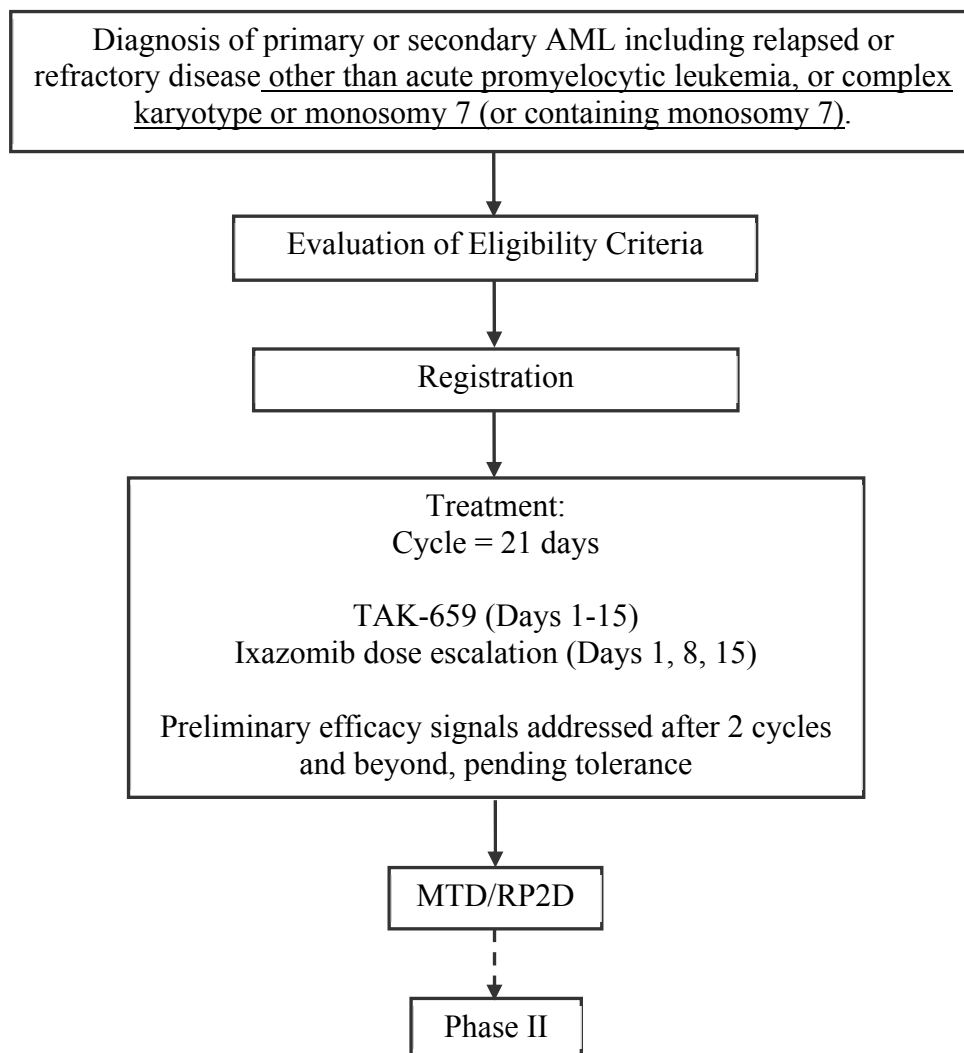 Diagnosis of primary or secondary AML including relapsed or
refractory disease other than acute promyelocytic leukemia, or complex
karyotype or monosomy 7 (or containing monosomy 7).
Evaluation of Eligibility Criteria
Registration
Treatment:
Cycle = 21 days
TAK-659 (Days 1-15)
Ixazomib dose escalation (Days 1, 8, 15)
Preliminary efficacy signals addressed after 2 cycles
and beyond, pending tolerance
MTD/RP2D
Phase II